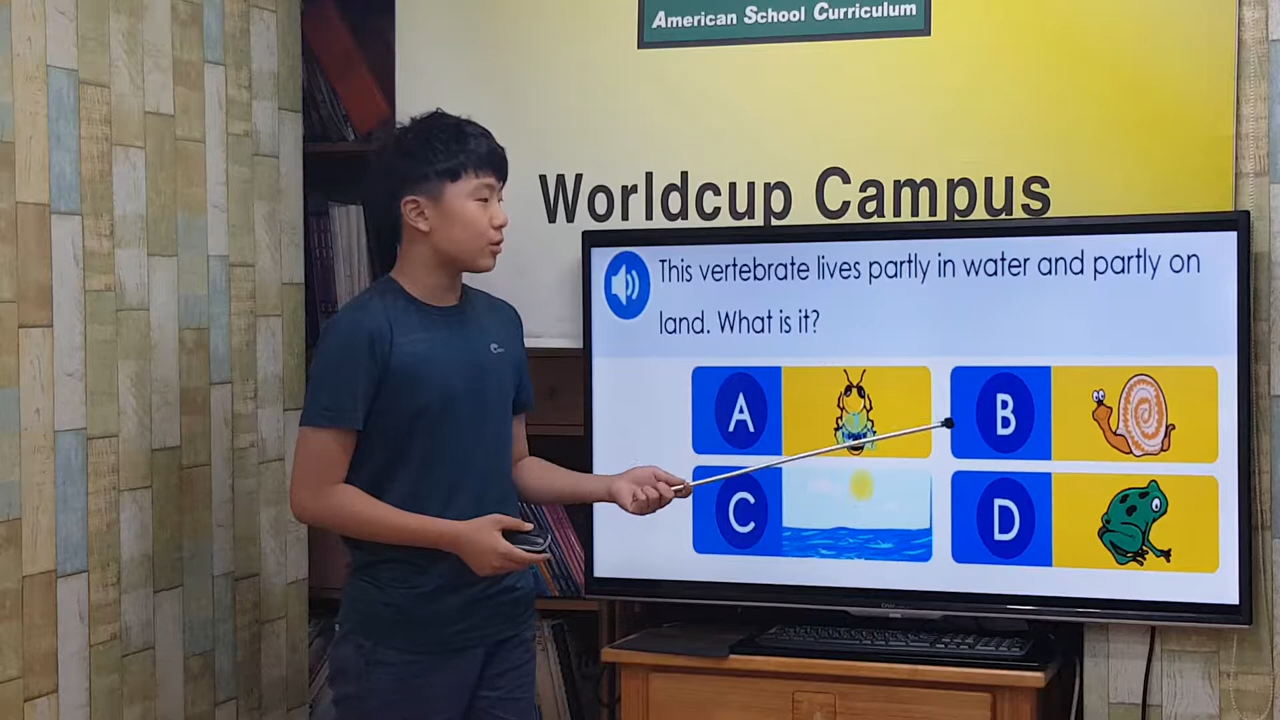 American School Curriculum
Worldcup Campus
This vertebrate lives partly in water and partly on
land. What is it?
A
B
C
D